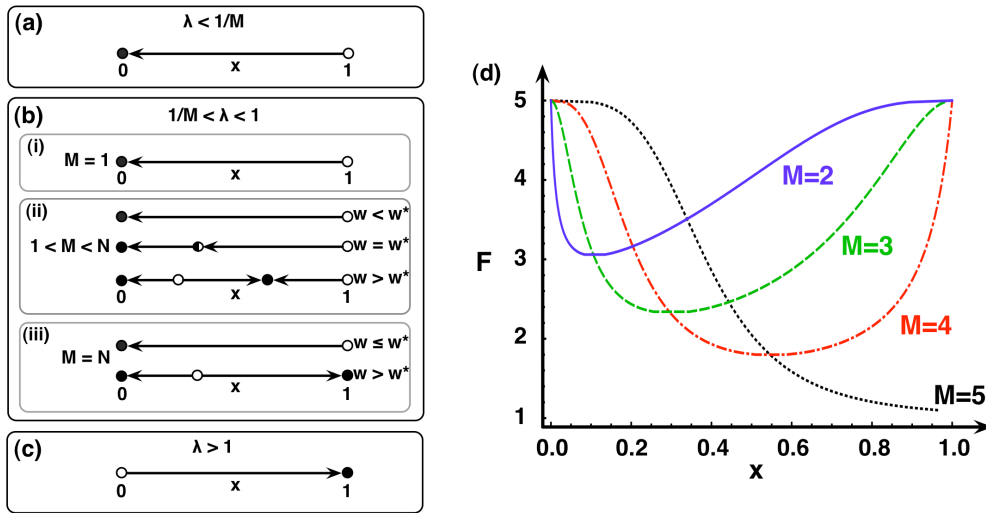 (a)
λ < 1/M
0 x 1
(b)
1/M < λ < 1
(i)
M = 1
0 x 1
(ii)
w < w*
1 < M < N
w = w*
w > w*
0 x 1
(iii)
w ≤ w*
M = N
w > w*
0 x 1
(c)
λ > 1
0 x 1
(d)
5
4
3
2
1
F
M=2
M=3
M=4
M=5
0.0 0.2 0.4 0.6 0.8 1.0
x